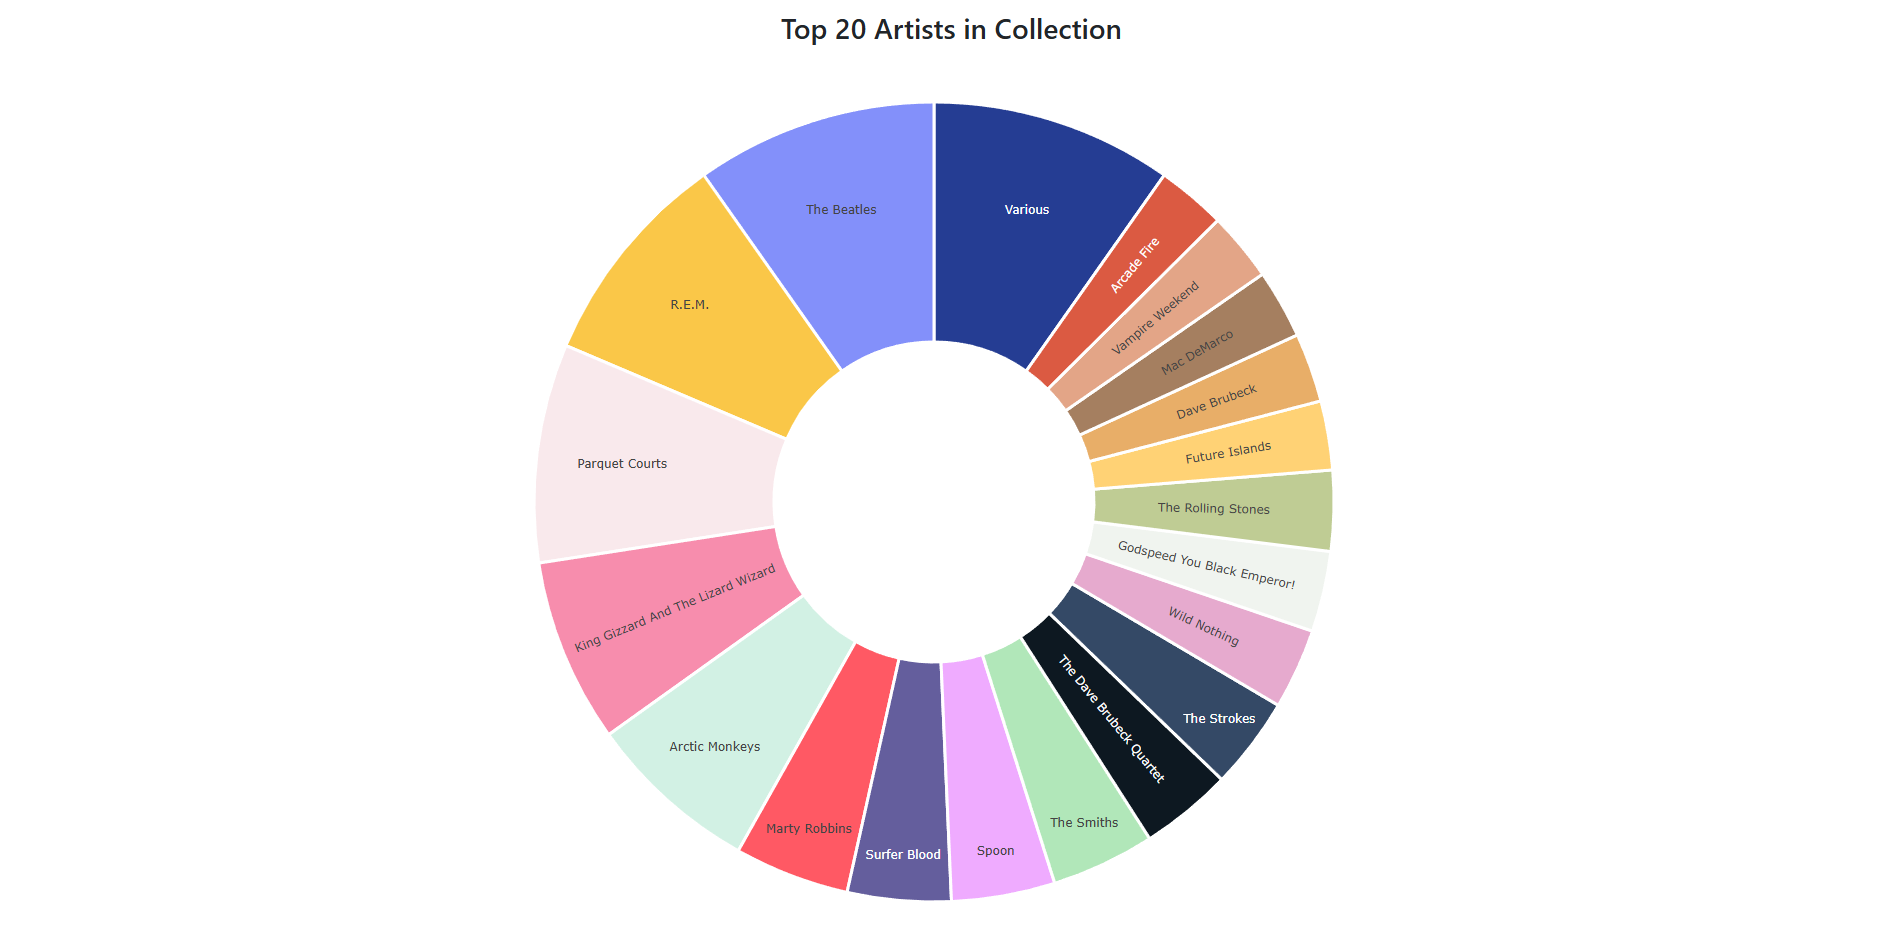 Top 20 Artists in Collection
The Beatles
Various
Arcade Fire
Vampire Weekend
Mac DeMarco
Dave Brubeck
Future Islands
The Rolling Stones
Godspeed You Black Emperor!
Wild Nothing
The Strokes
The Dave Brubeck Quartet
The Smiths
Spoon
Surfer Blood
Marty Robbins
Arctic Monkeys
King Gizzard And The Lizard Wizard
Parquet Courts
R.E.M.